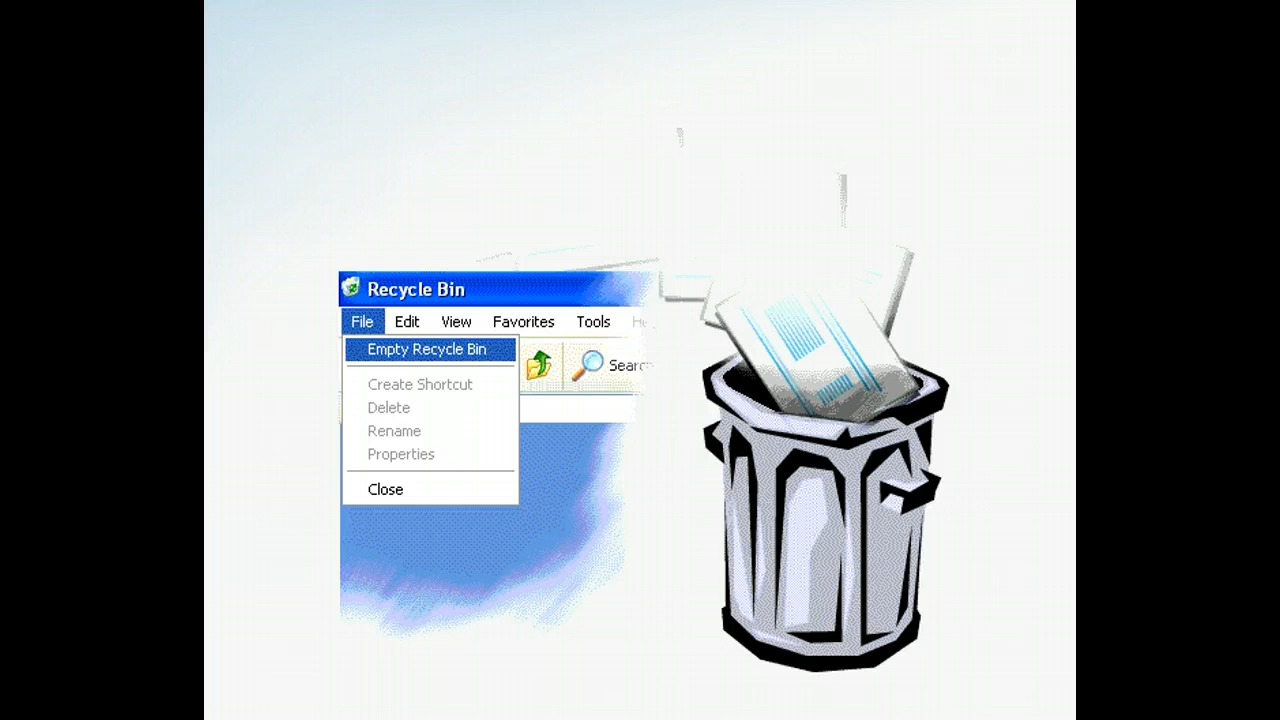 Recycle Bin
File Edit View Favorites Tools
Empty Recycle Bin
Search
Create Shortcut
Delete
Rename
Properties
Close